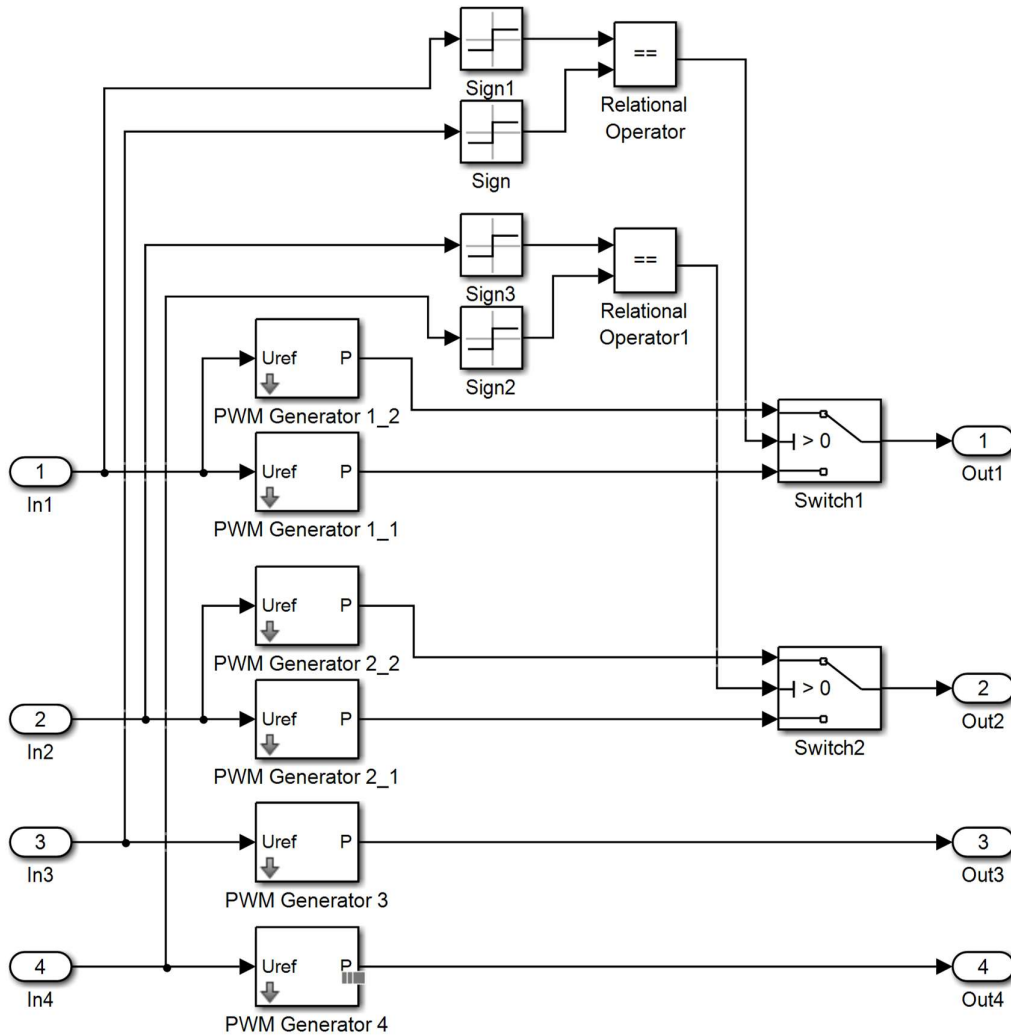 Sign1
==
Relational
Operator
Sign
Sign3
==
Relational
Operator1
Sign2
Uref P
PWM Generator 1_2
1
In1
Uref P
PWM Generator 1_1
> 0
Switch1
1
Out1
Uref P
PWM Generator 2_2
2
In2
Uref P
PWM Generator 2_1
> 0
Switch2
2
Out2
3
In3
Uref P
PWM Generator 3
3
Out3
4
In4
Uref P
PWM Generator 4
4
Out4